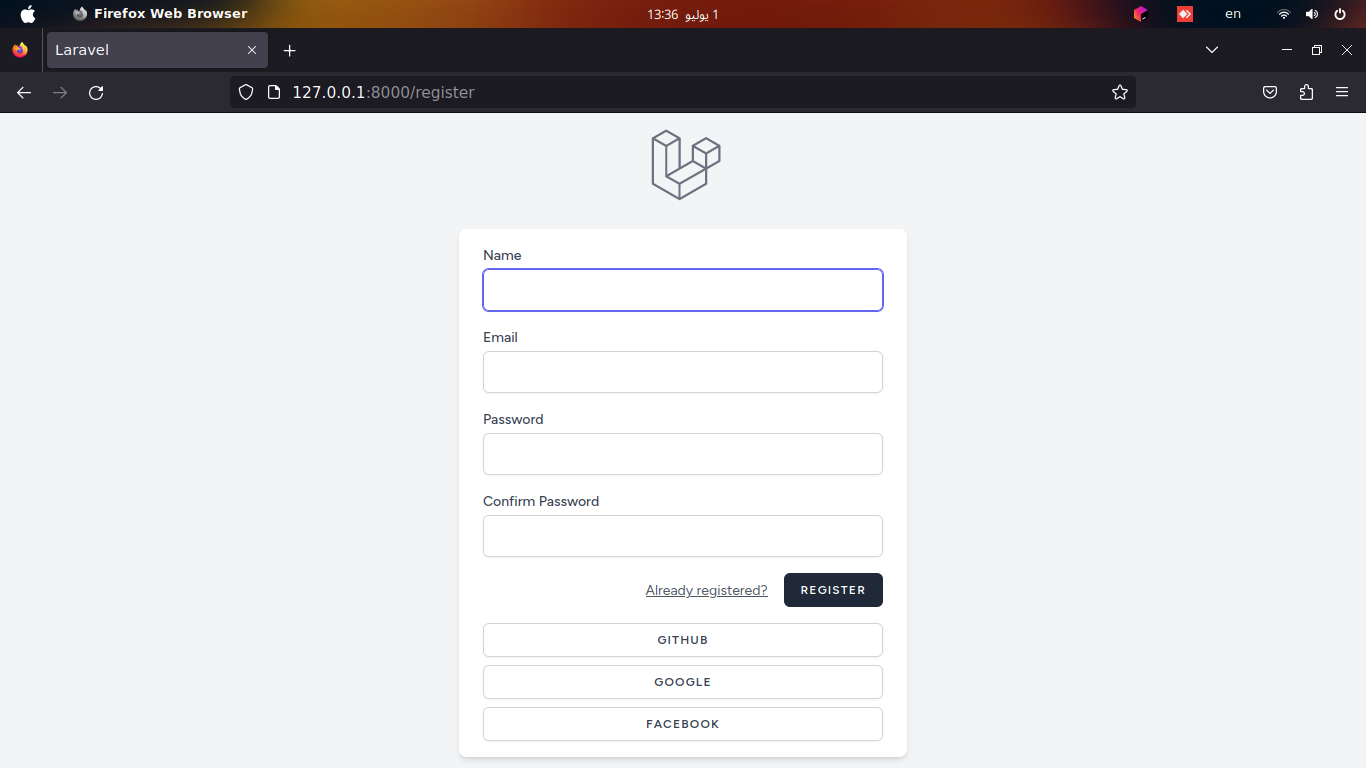 Firefox Web Browser
1 يوليو 13:36
en
Laravel
127.0.0.1:8000/register
Name
Email
Password
Confirm Password
Already registered?
REGISTER
GITHUB
GOOGLE
FACEBOOK